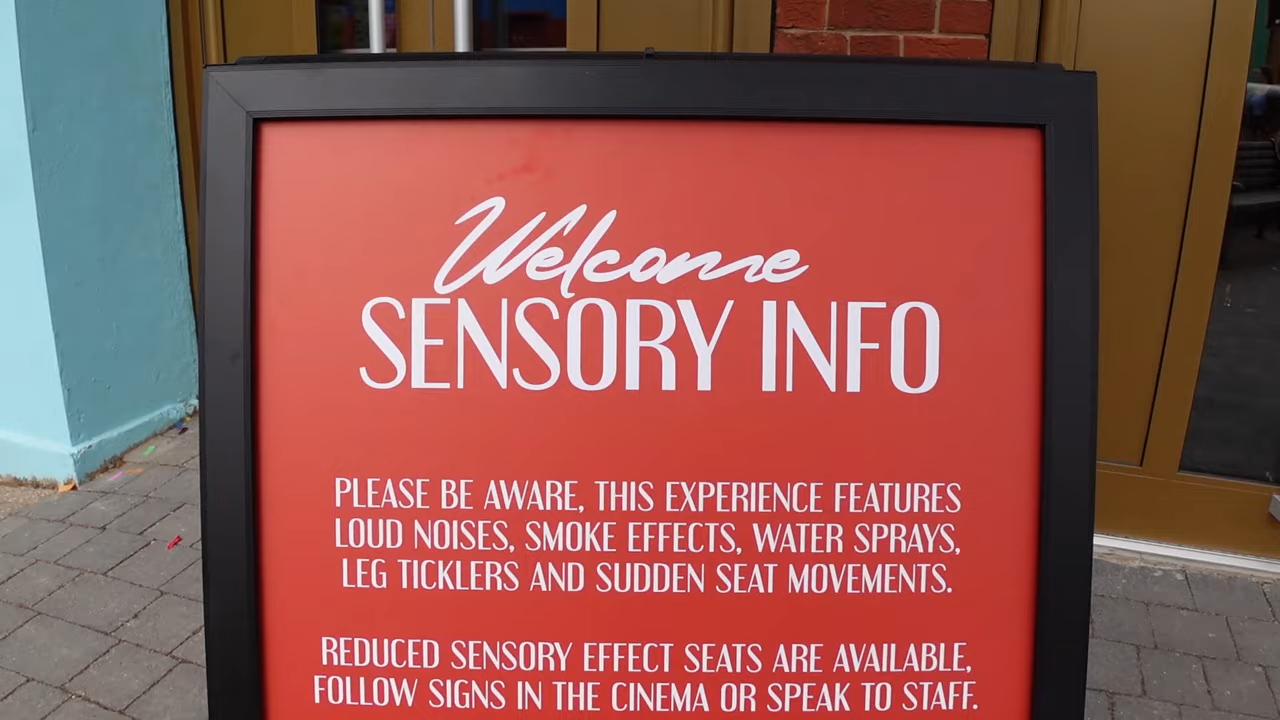 Welcome
SENSORY INFO
PLEASE BE AWARE, THIS EXPERIENCE FEATURES
LOUD NOISES, SMOKE EFFECTS, WATER SPRAYS,
LEG TICKLERS AND SUDDEN SEAT MOVEMENTS.
REDUCED SENSORY EFFECT SEATS ARE AVAILABLE,
FOLLOW SIGNS IN THE CINEMA OR SPEAK TO STAFF.